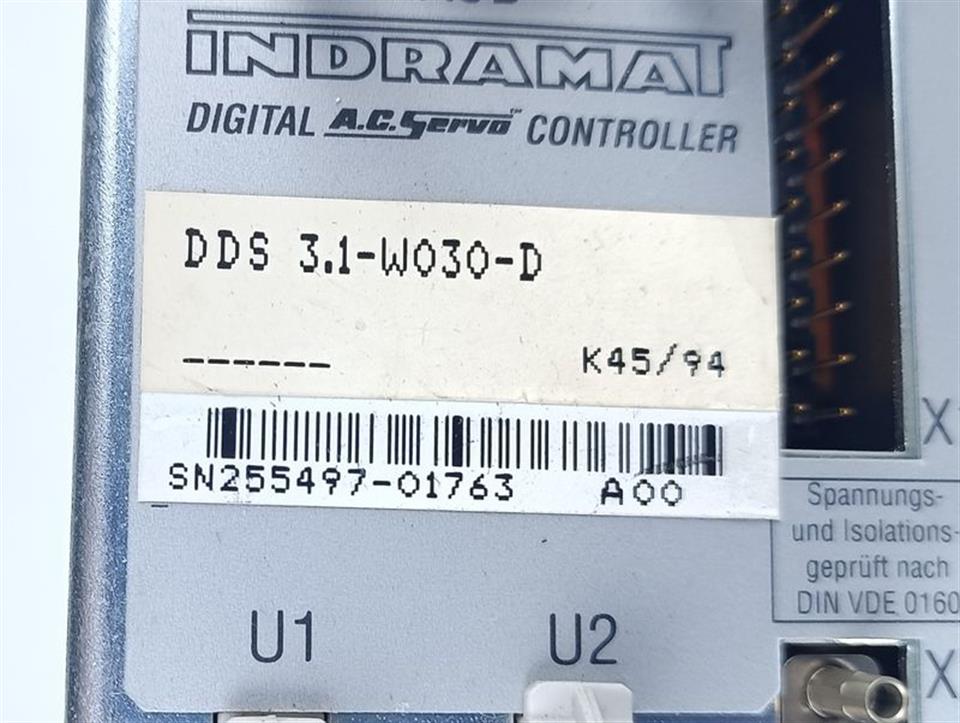 INDRAMAT
DIGITAL A.C. Servo™ CONTROLLER
DDS 3.1-W030-D
------ K45/94
SN255497-01763 A00
X
Spannungs-
und Isolations-
geprüft nach
DIN VDE 0160
U1 U2
X